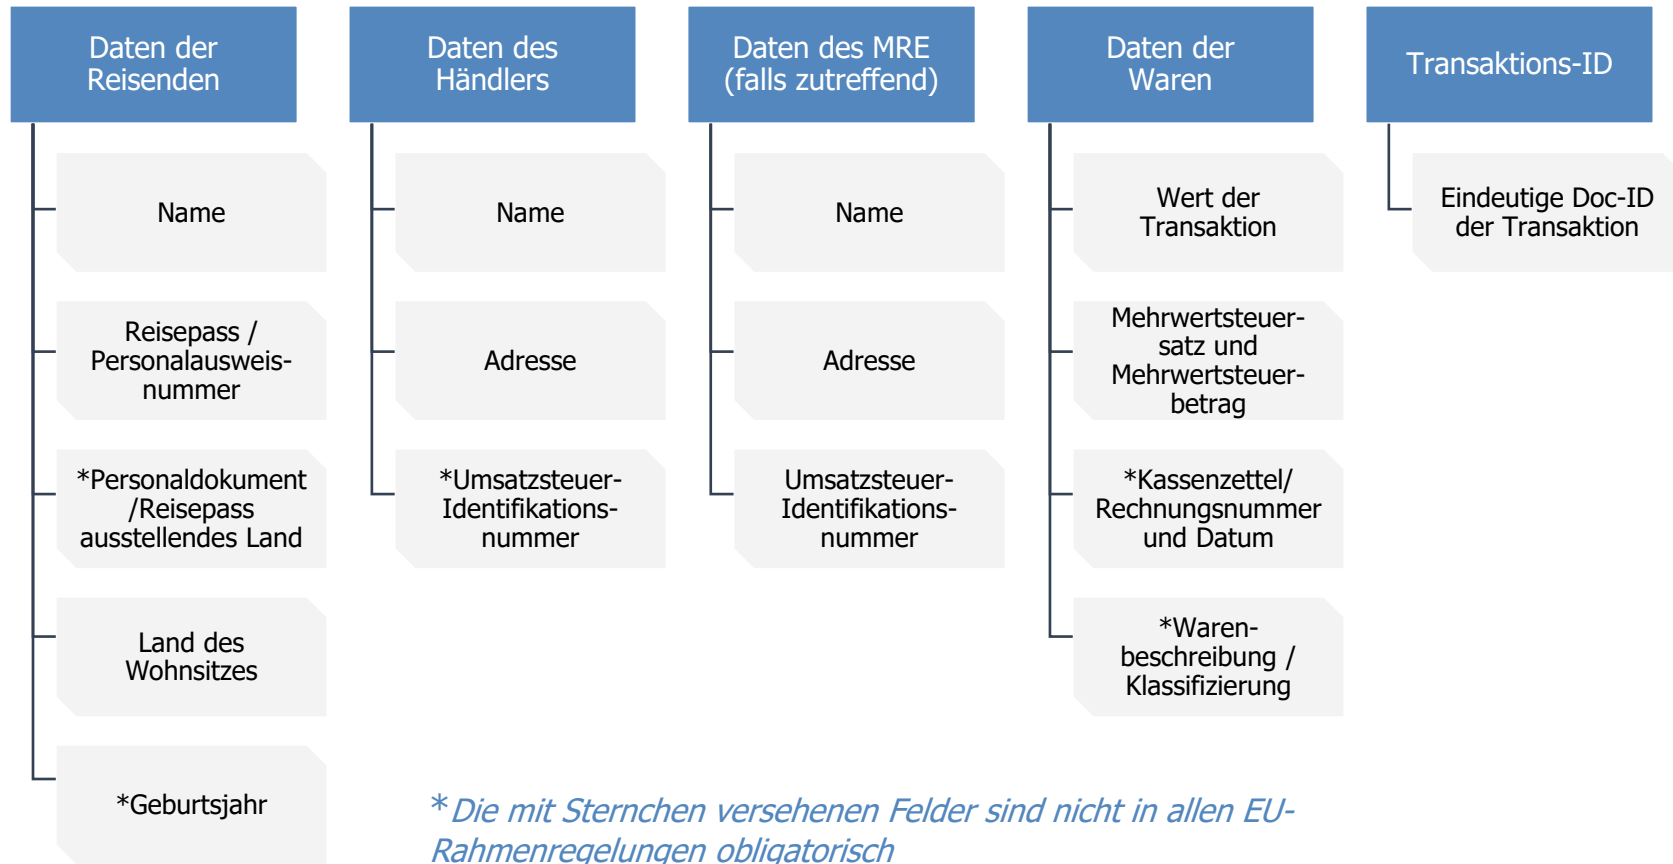 Daten der
Reisenden
Name
Reisepass /
Personalausweis-
nummer
*Personaldokument
/Reisepass
ausstellendes Land
Land des
Wohnsitzes
*Geburtsjahr
Daten des
Händlers
Name
Adresse
*Umsatzsteuer-
Identifikations-
nummer
Daten des MRE
(falls zutreffend)
Name
Adresse
Umsatzsteuer-
Identifikations-
nummer
Daten der
Waren
Wert der
Transaktion
Mehrwertsteuer-
satz und
Mehrwertsteuer-
betrag
*Kassenzettel/
Rechnungsnummer
und Datum
*Waren-
beschreibung /
Klassifizierung
Transaktions-ID
Eindeutige Doc-ID
der Transaktion
* Die mit Sternchen versehenen Felder sind nicht in allen EU-
Rahmenregelungen obligatorisch